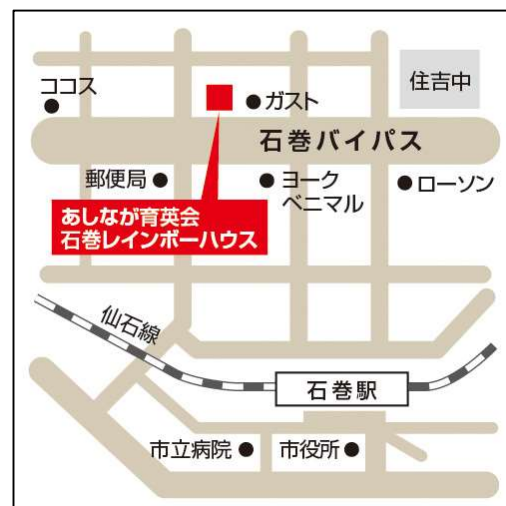 ココス
ガスト
住吉中
石巻バイパス
郵便局
ヨーク
ベニマル
ローソン
あしなが育英会
石巻レインボーハウス
仙石線
石巻駅
市立病院
市役所